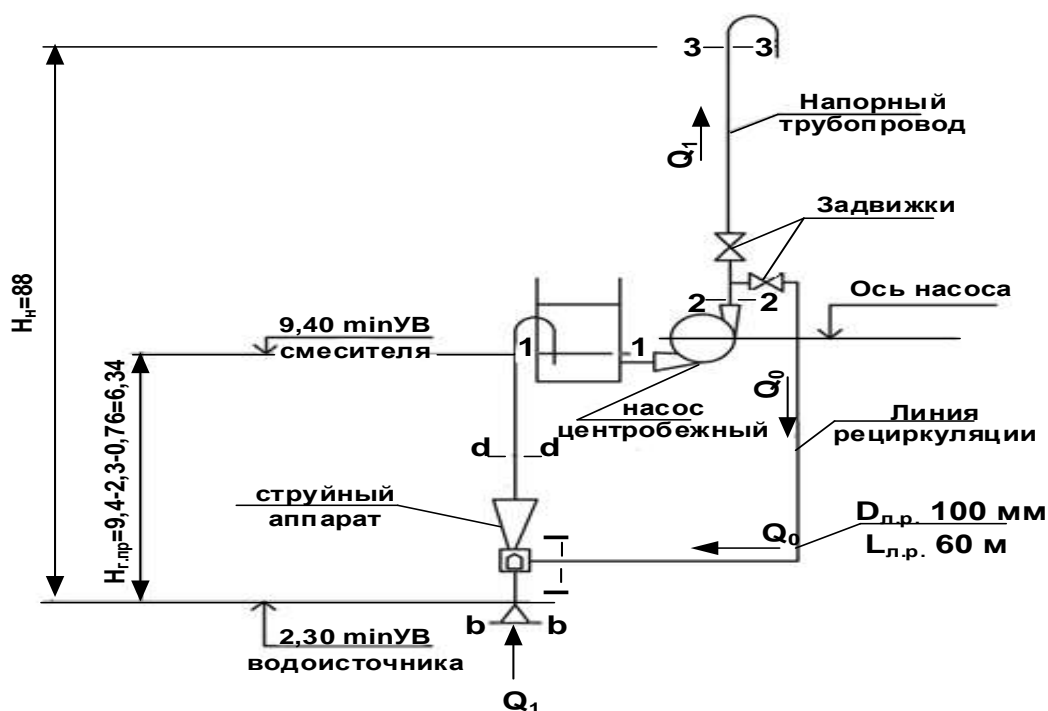 3 3
Напорный
трубопровод
Q₁
Задвижки
Hн=88
2 2
Ось насоса
9,40 minУВ
смесителя
1 1
Q₀
насос
центробежный
Линия
рециркуляции
Hг.пр=9,4-2,3-0,76=6,34
d d
струйный
аппарат
Dл.р. 100 мм
Q₀
Lл.р. 60 м
I
I
b b
2,30 minУВ
водоисточника
Q₁